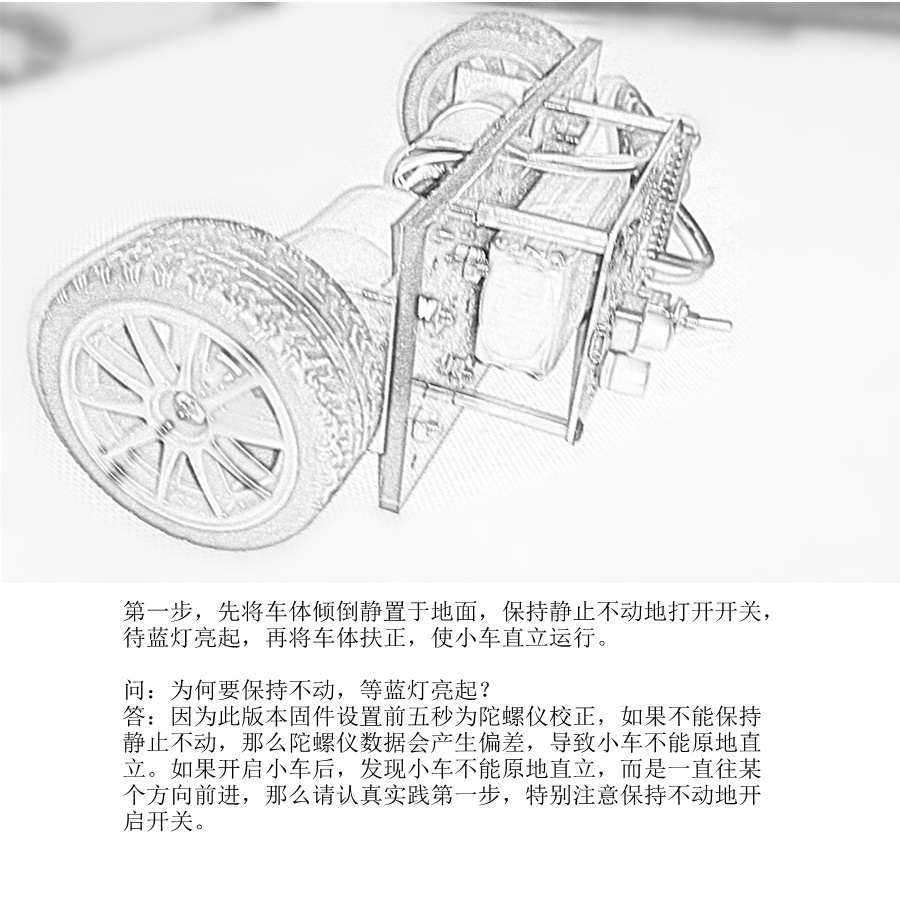 第一步，先将车体倾倒静置于地面，保持静止不动地打开开关，
待蓝灯亮起，再将车体扶正，使小车直立运行。
问：为何要保持不动，等蓝灯亮起？
答：因为此版本固件设置前五秒为陀螺仪校正，如果不能保持
静止不动，那么陀螺仪数据会产生偏差，导致小车不能原地直
立。如果开启小车后，发现小车不能原地直立，而是一直往某
个方向前进，那么请认真实践第一步，特别注意保持不动地开
启开关。